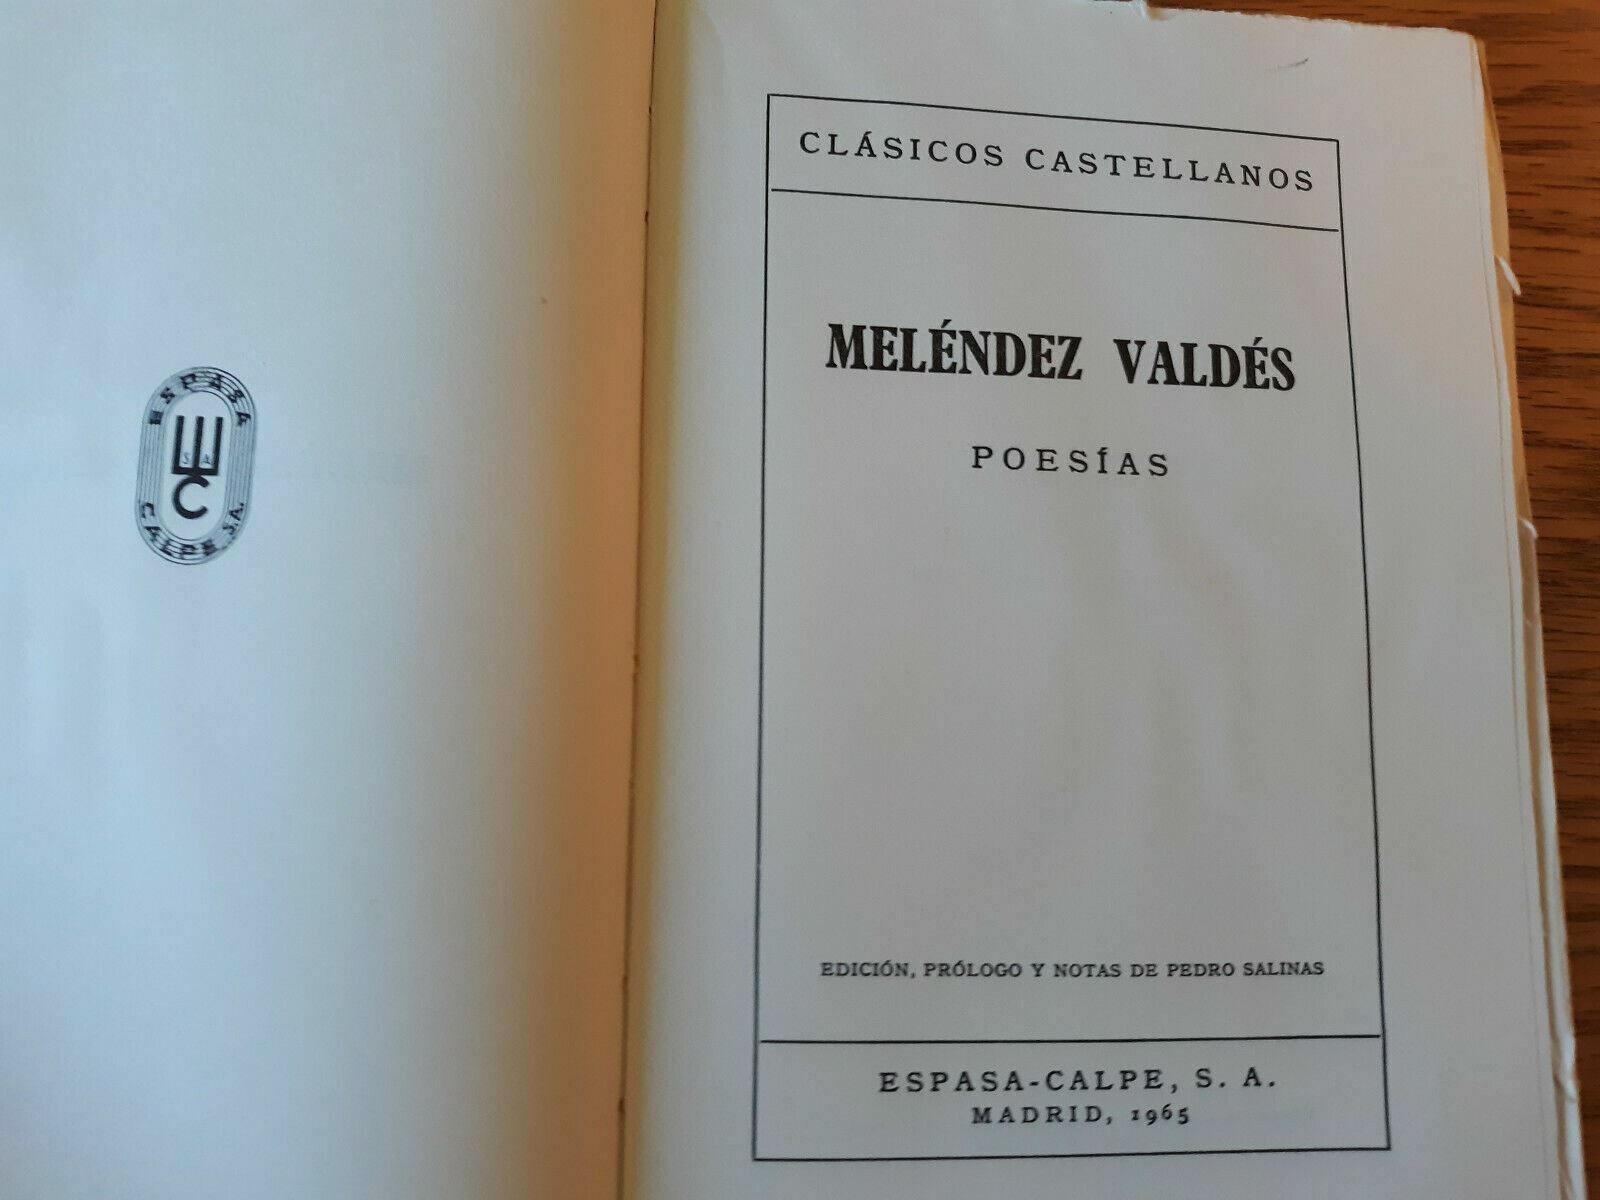 ESPASA
E
S A
C
CALPE, S.A.
CLÁSICOS CASTELLANOS
MELÉNDEZ VALDÉS
POESÍAS
EDICIÓN, PRÓLOGO Y NOTAS DE PEDRO SALINAS
ESPASA-CALPE, S. A.
MADRID, 1965